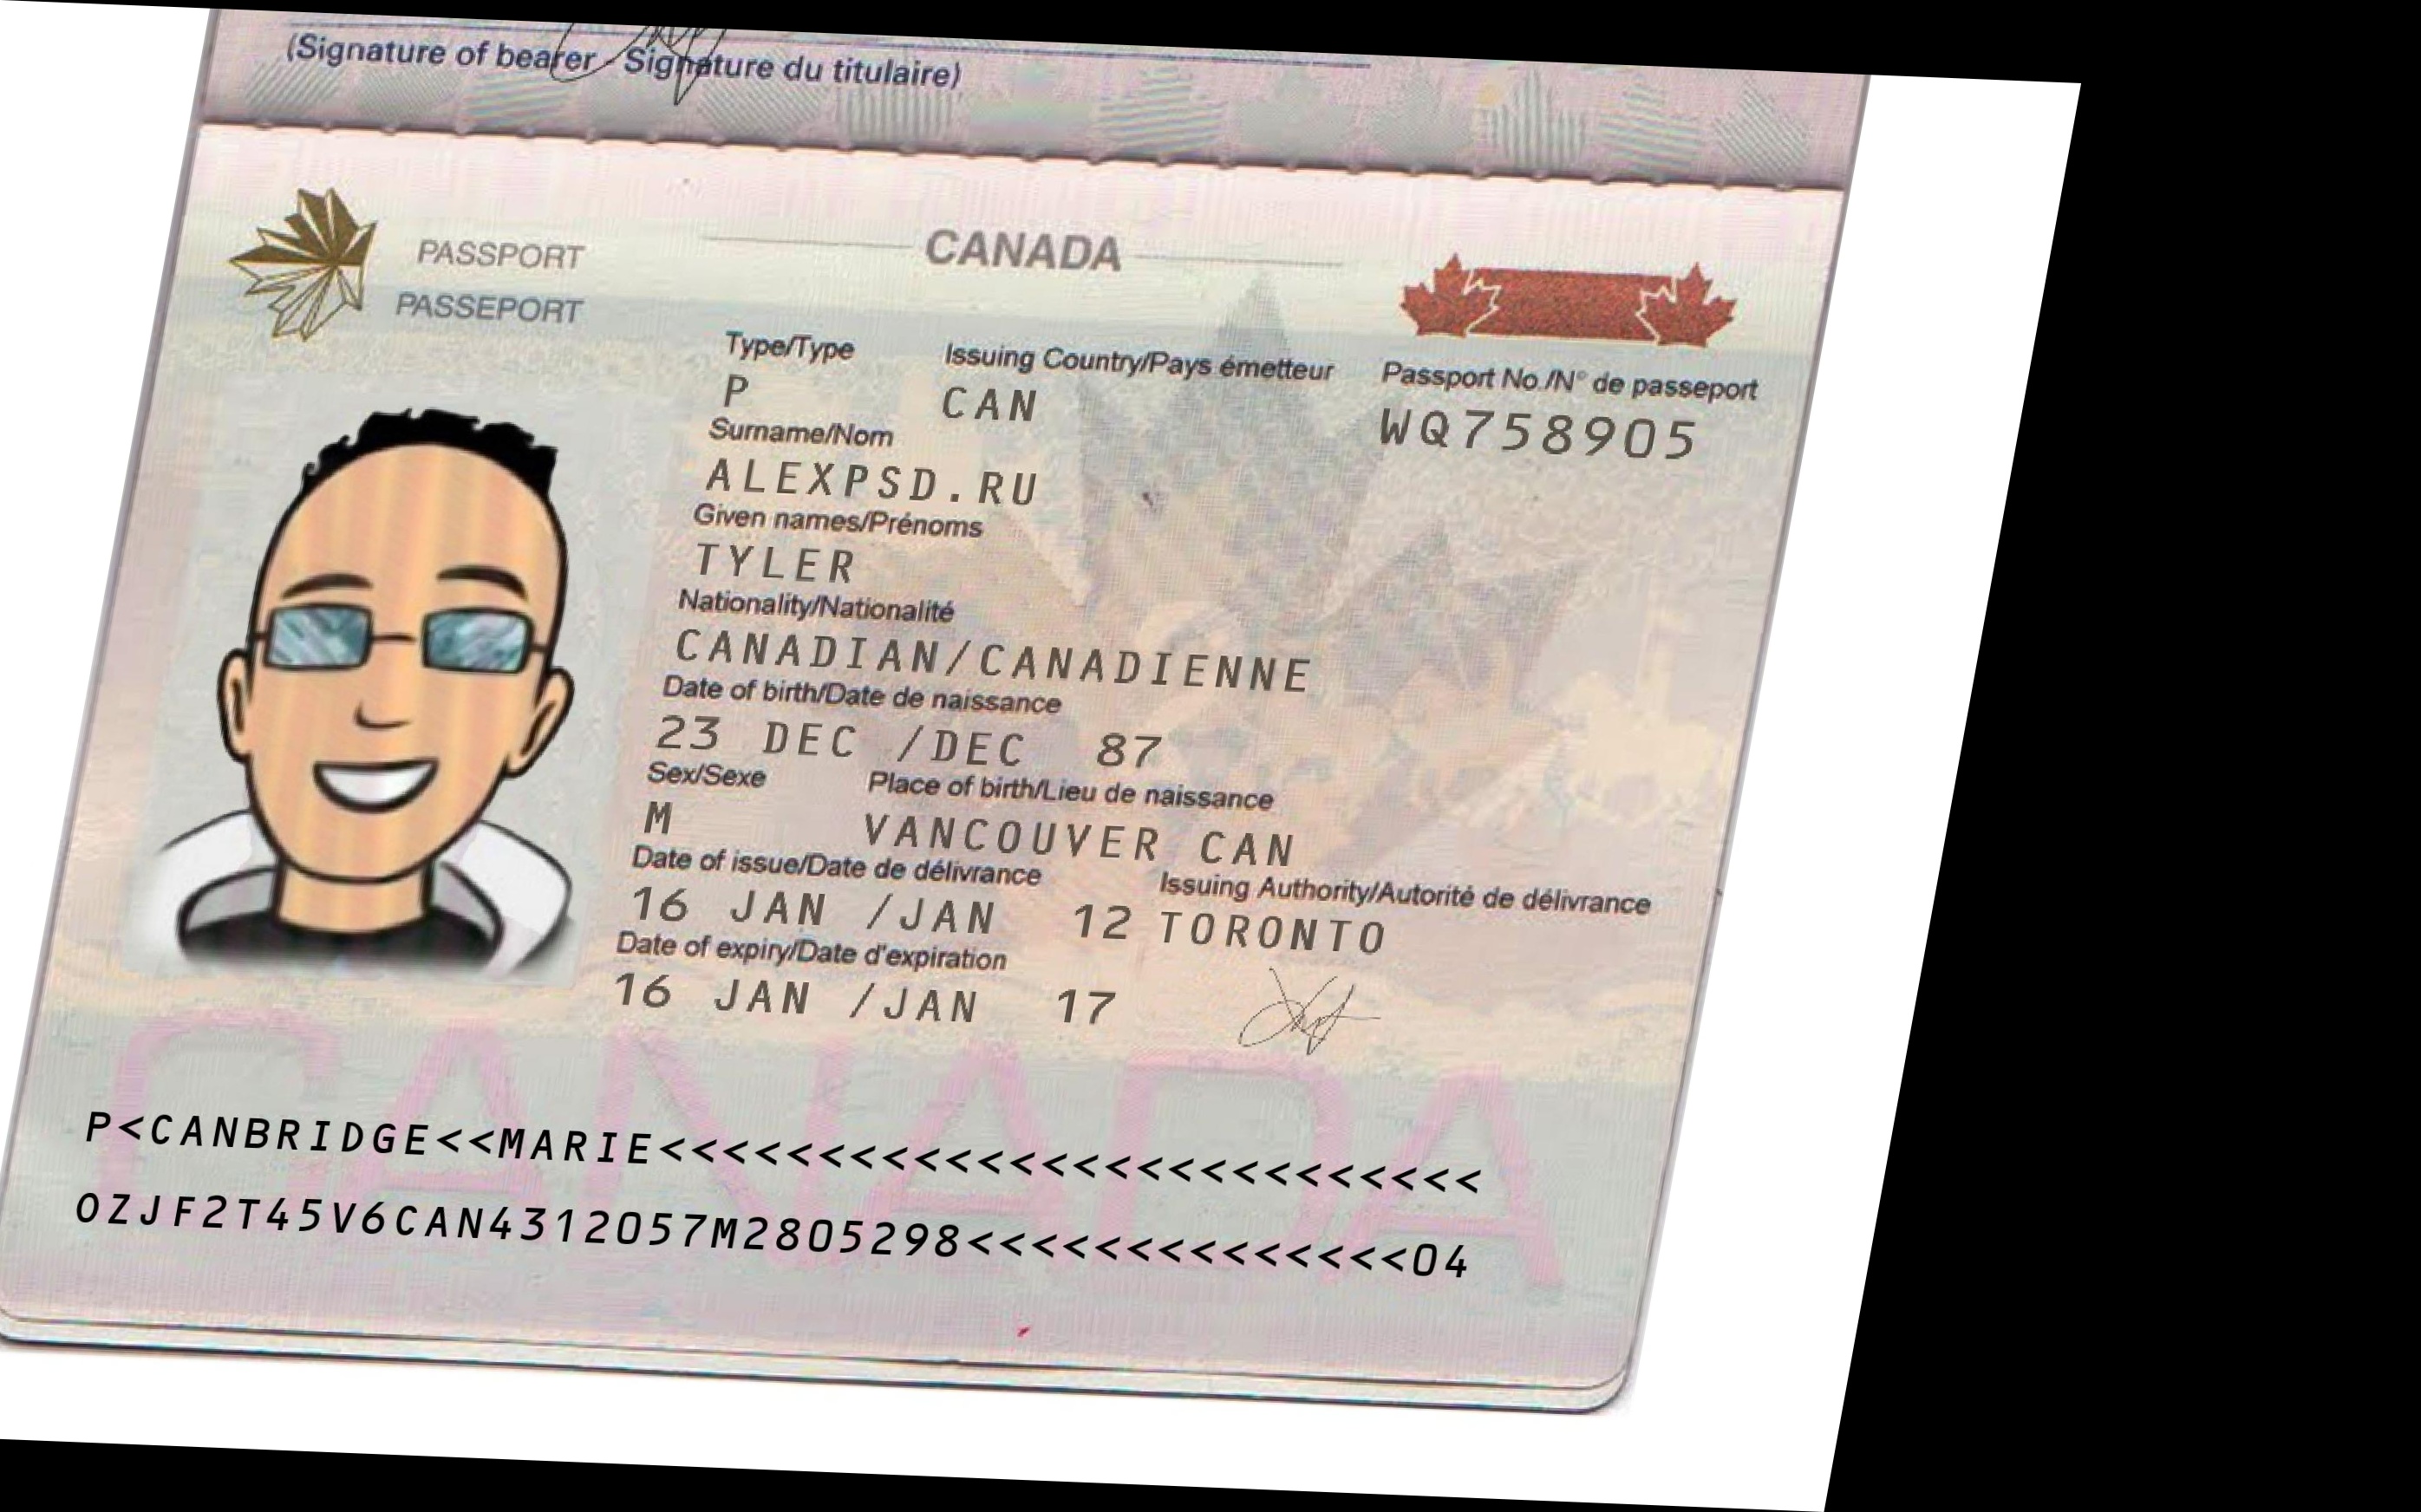 (Signature of bearer - Signature du titulaire)
PASSPORT
PASSEPORT
CANADA
Type/Type Issuing Country/Pays émetteur Passport No./N° de passeport
P CAN WQ758905
Surname/Nom
ALEXPSD.RU
Given names/Prénoms
TYLER
Nationality/Nationalité
CANADIAN/CANADIENNE
Date of birth/Date de naissance
23 DEC /DEC 87
Sex/Sexe Place of birth/Lieu de naissance
M VANCOUVER CAN
Date of issue/Date de délivrance Issuing Authority/Autorité de délivrance
16 JAN /JAN 12 TORONTO
Date of expiry/Date d'expiration
16 JAN /JAN 17
CANADA
P<CANBRIDGE<<MARIE<<<<<<<<<<<<<<<<<<<<<<<<<<
OZJF2T45V6CAN4312057M2805298<<<<<<<<<<<<<<04